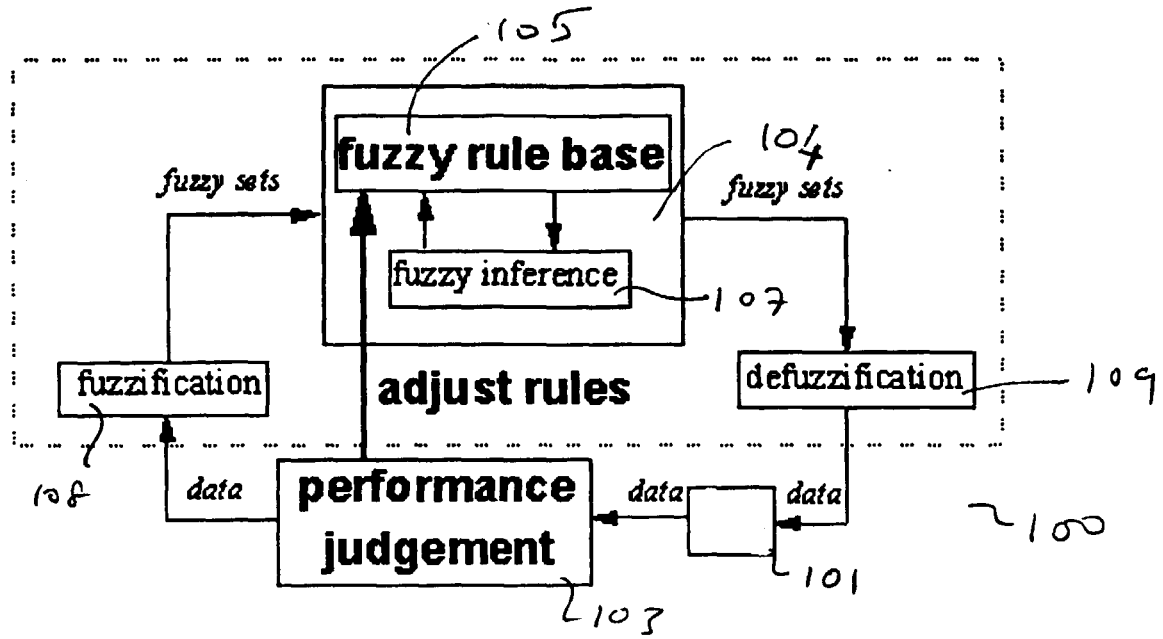 105
fuzzy rule base
104
fuzzy sets
fuzzy sets
fuzzy inference
107
fuzzification
adjust rules
defuzzification
109
108
data
performance
judgement
data
data
100
101
103